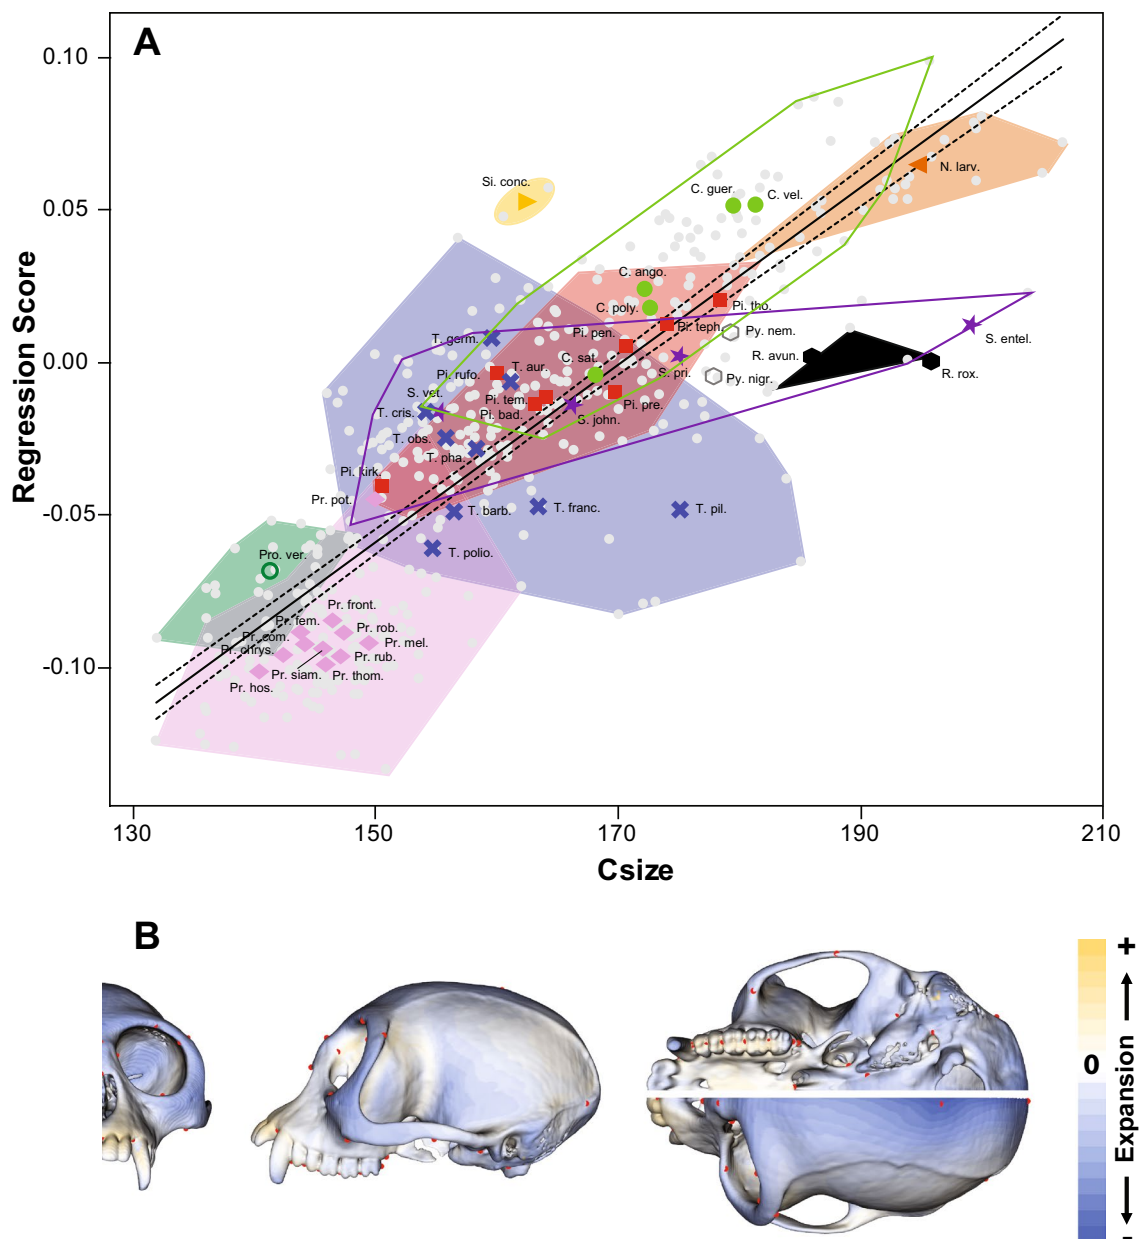 A
0.10
0.05
0.00
-0.05
-0.10
Regression Score
Si. conc.
N. larv.
C. guer.
C. vel.
C. ango.
C. poly.
Pi. tho.
Pi. teph.
Py. nem.
S. entel.
T. germ.
Pi. pen.
C. sat.
R. avun.
R. rox.
Pi. rufo.
T. aur.
S. pri.
Py. nigr.
S. vet.
Pi. tem.
Pi. pre.
T. cris.
Pi. bad.
S. john.
T. obs.
T. pha.
Pi. kirk.
Pr. pot.
T. barb.
T. franc.
T. pil.
T. polio.
Pro. ver.
Pr. front.
Pr. fem.
Pr. rob.
Pr. com.
Pr. mel.
Pr. chrys.
Pr. rub.
Pr. siam.
Pr. thom.
Pr. hos.
130
150
170
190
210
Csize
B
+
0
Expansion